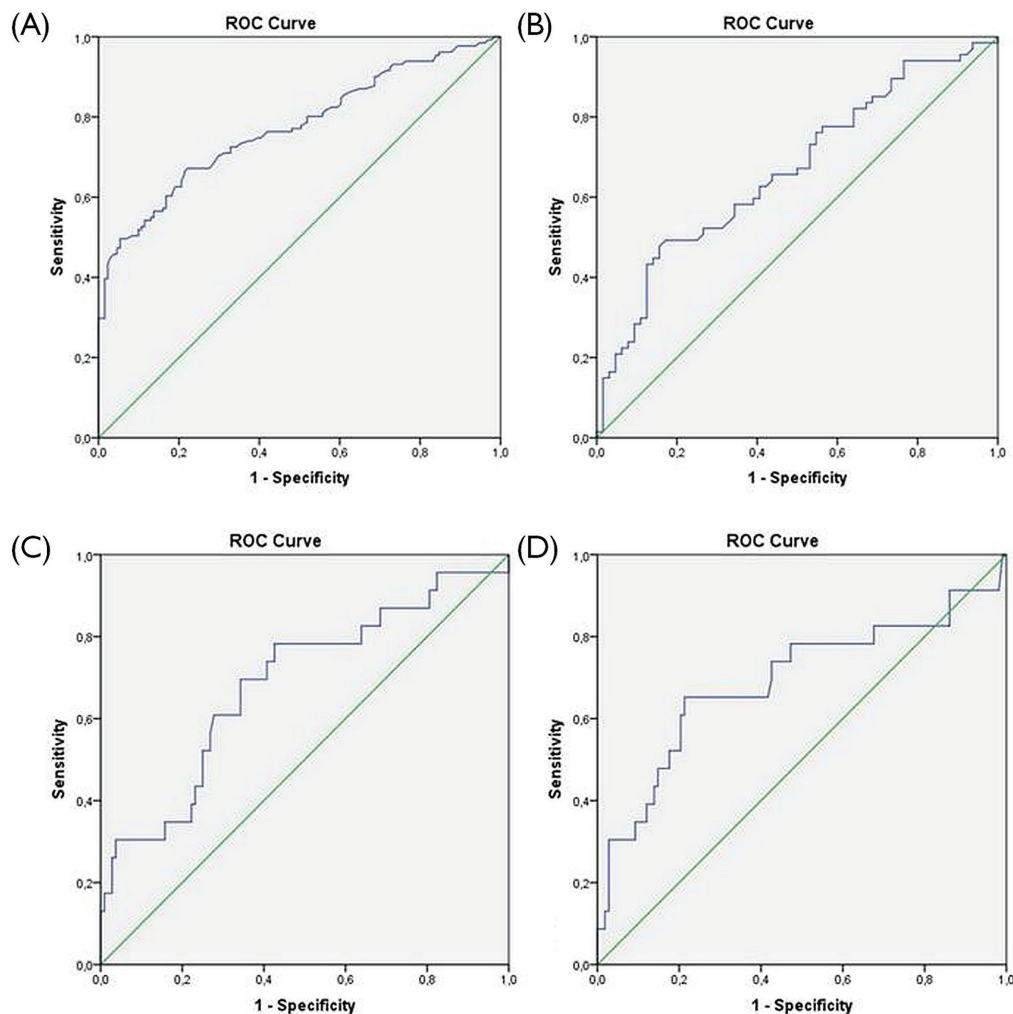 (A)
ROC Curve
1,0
0,8
0,6
0,4
0,2
0,0
Sensitivity
0,0 0,2 0,4 0,6 0,8 1,0
1 - Specificity
(B)
ROC Curve
1,0
0,8
0,6
0,4
0,2
0,0
Sensitivity
0,0 0,2 0,4 0,6 0,8 1,0
1 - Specificity
(C)
ROC Curve
1,0
0,8
0,6
0,4
0,2
0,0
Sensitivity
0,0 0,2 0,4 0,6 0,8 1,0
1 - Specificity
(D)
ROC Curve
1,0
0,8
0,6
0,4
0,2
0,0
Sensitivity
0,0 0,2 0,4 0,6 0,8 1,0
1 - Specificity